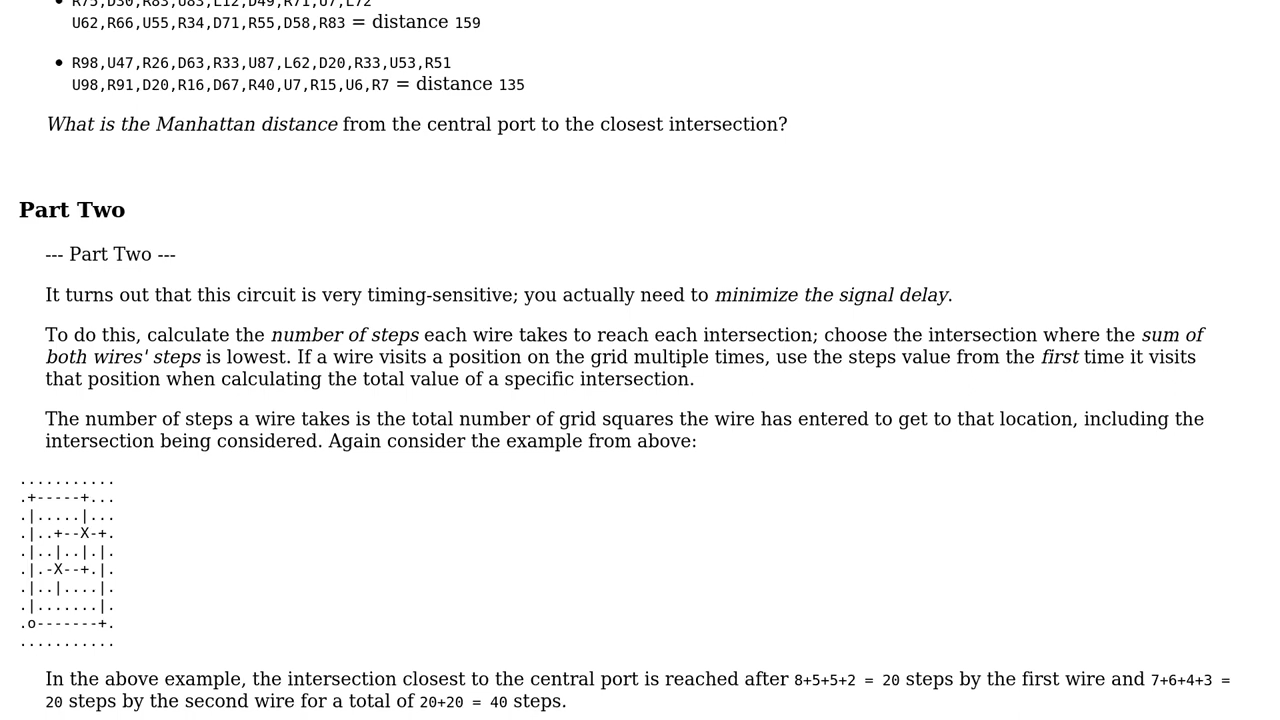 R75,D30,R83,U83,L12,D49,R71,U7,L72
U62,R66,U55,R34,D71,R55,D58,R83 = distance 159
R98,U47,R26,D63,R33,U87,L62,D20,R33,U53,R51
U98,R91,D20,R16,D67,R40,U7,R15,U6,R7 = distance 135
What is the Manhattan distance from the central port to the closest intersection?
Part Two
--- Part Two ---
It turns out that this circuit is very timing-sensitive; you actually need to minimize the signal delay.
To do this, calculate the number of steps each wire takes to reach each intersection; choose the intersection where the sum of
both wires' steps is lowest. If a wire visits a position on the grid multiple times, use the steps value from the first time it visits
that position when calculating the total value of a specific intersection.
The number of steps a wire takes is the total number of grid squares the wire has entered to get to that location, including the
intersection being considered. Again consider the example from above:
...........
.+-----+...
.|.....|...
.|..+--X-+.
.|..|..|.|.
.|.-X--+.|.
.|..|....|.
.|.......|.
.o-------+.
...........
In the above example, the intersection closest to the central port is reached after 8+5+5+2 = 20 steps by the first wire and 7+6+4+3 =
20 steps by the second wire for a total of 20+20 = 40 steps.